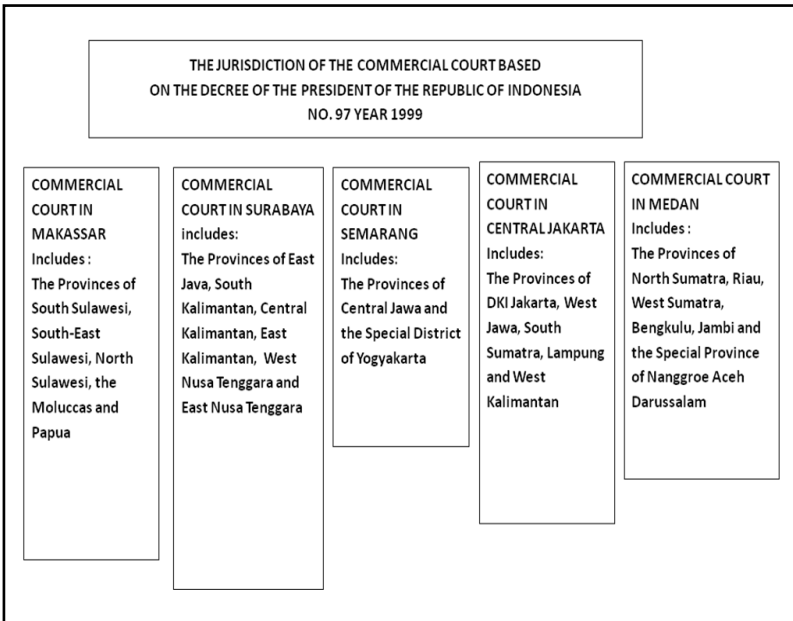 THE JURISDICTION OF THE COMMERCIAL COURT BASED
ON THE DECREE OF THE PRESIDENT OF THE REPUBLIC OF INDONESIA
NO. 97 YEAR 1999
COMMERCIAL
COURT IN
MAKASSAR
Includes :
The Provinces of
South Sulawesi,
South-East
Sulawesi, North
Sulawesi, the
Moluccas and
Papua
COMMERCIAL
COURT IN SURABAYA
includes:
The Provinces of East
Java, South
Kalimantan, Central
Kalimantan, East
Kalimantan, West
Nusa Tenggara and
East Nusa Tenggara
COMMERCIAL
COURT IN
SEMARANG
Includes:
The Provinces of
Central Jawa and
the Special District
of Yogyakarta
COMMERCIAL
COURT IN
CENTRAL JAKARTA
Includes:
The Provinces of
DKI Jakarta, West
Jawa, South
Sumatra, Lampung
and West
Kalimantan
COMMERCIAL COURT
IN MEDAN
Includes :
The Provinces of
North Sumatra, Riau,
West Sumatra,
Bengkulu, Jambi and
the Special Province
of Nanggroe Aceh
Darussalam